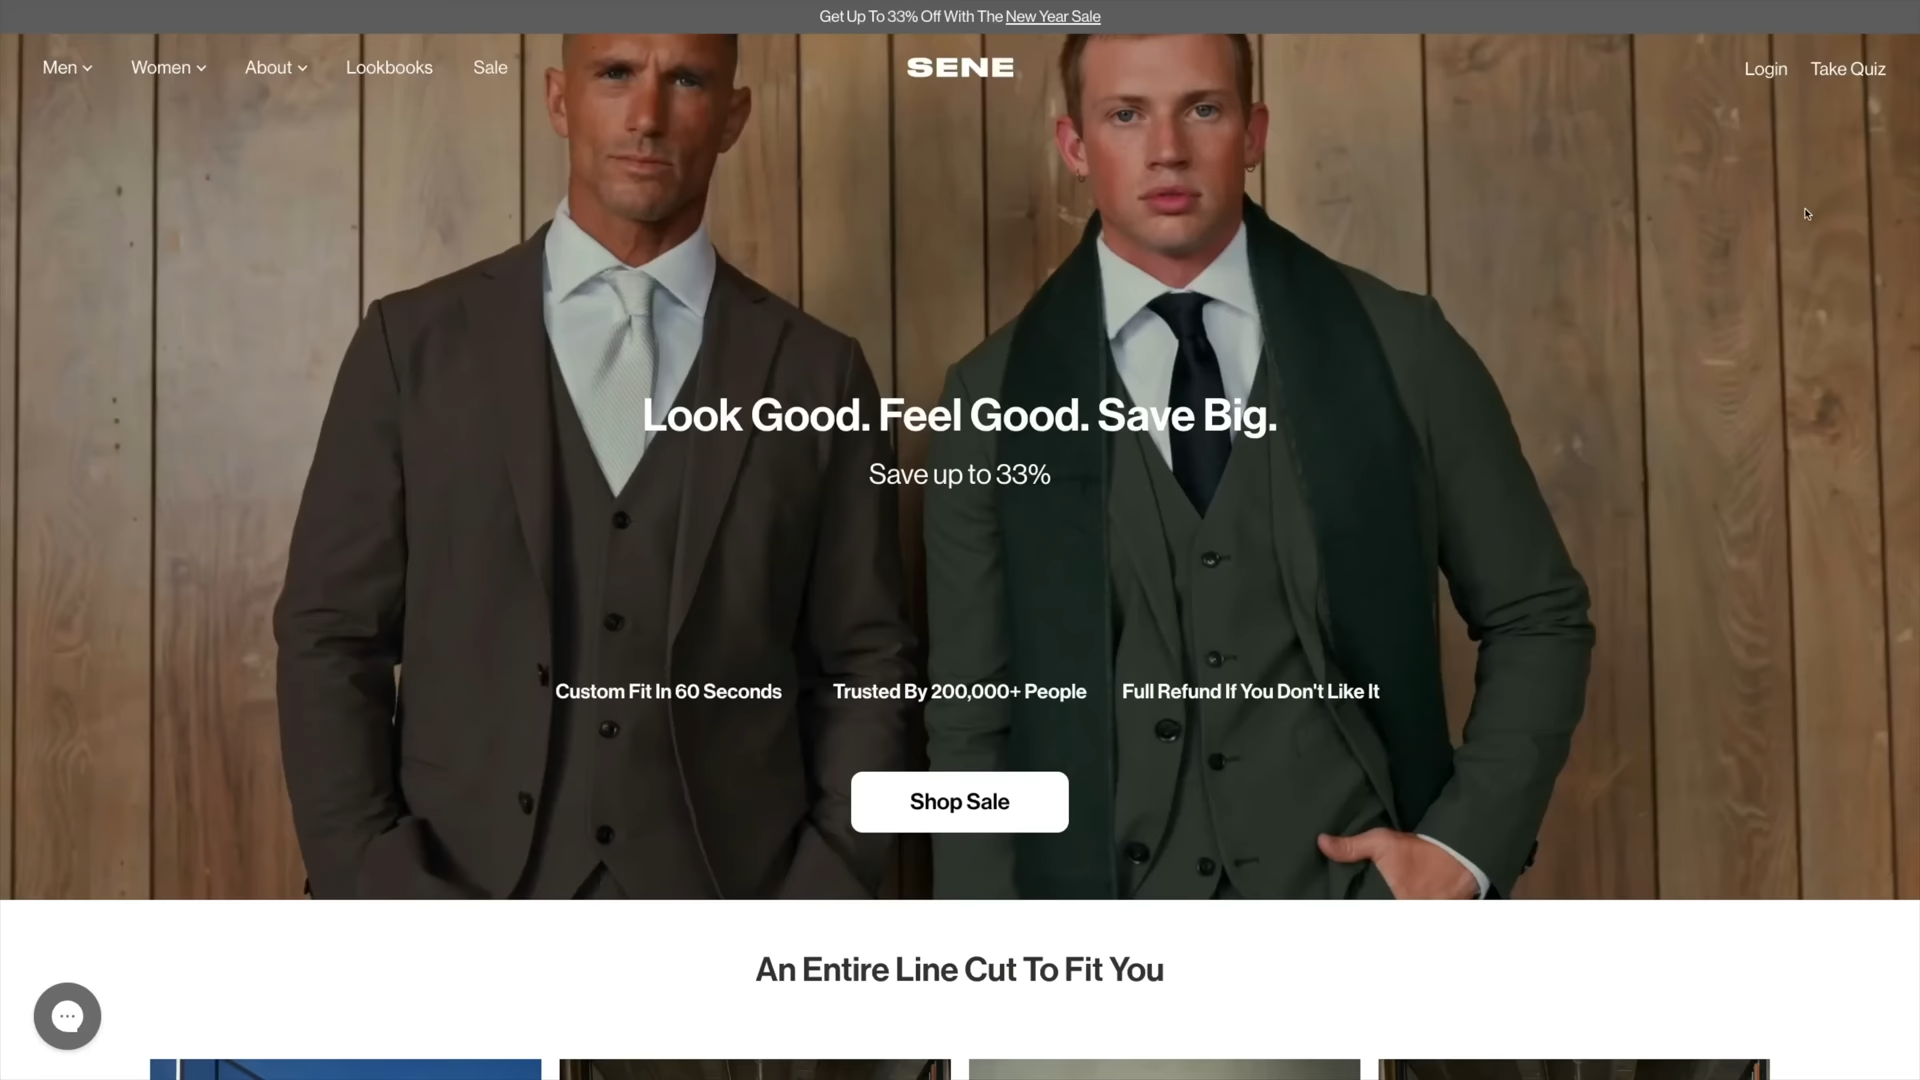 Get Up To 33% Off With The New Year Sale
Men
Women
About
Lookbooks
Sale
SENE
Login
Take Quiz
Look Good. Feel Good. Save Big.
Save up to 33%
Custom Fit In 60 Seconds
Trusted By 200,000+ People
Full Refund If You Don't Like It
Shop Sale
An Entire Line Cut To Fit You